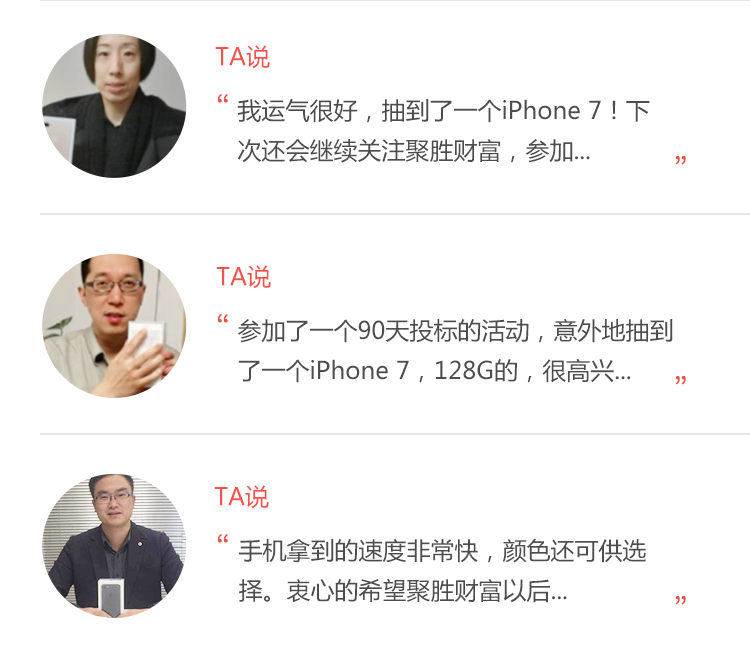 TA说
“ 我运气很好，抽到了一个iPhone 7！下
次还会继续关注聚胜财富，参加... ”
TA说
“ 参加了一个90天投标的活动，意外地抽到
了一个iPhone 7，128G的，很高兴... ”
TA说
“ 手机拿到的速度非常快，颜色还可供选
择。衷心的希望聚胜财富以后... ”